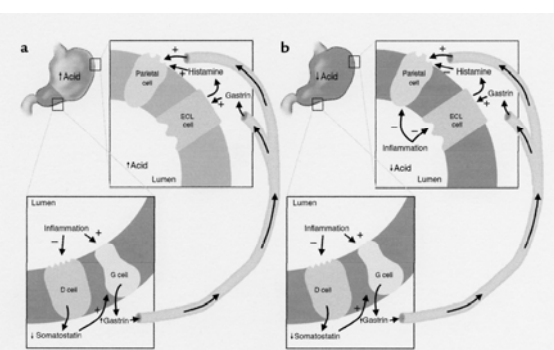 a
↑Acid
+
Parietal
cell
+
Histamine
Gastrin
+
ECL
cell
↑Acid
Lumen
Lumen
Inflammation
−
+
D cell
G cell
↓ Somatostatin
+
↑Gastrin
+
b
↓Acid
+
Parietal
cell
−
Histamine
Gastrin
+
ECL
cell
−
−
Inflammation
↓Acid
Lumen
Lumen
Inflammation
−
+
D cell
G cell
↓ Somatostatin
+
↑Gastrin